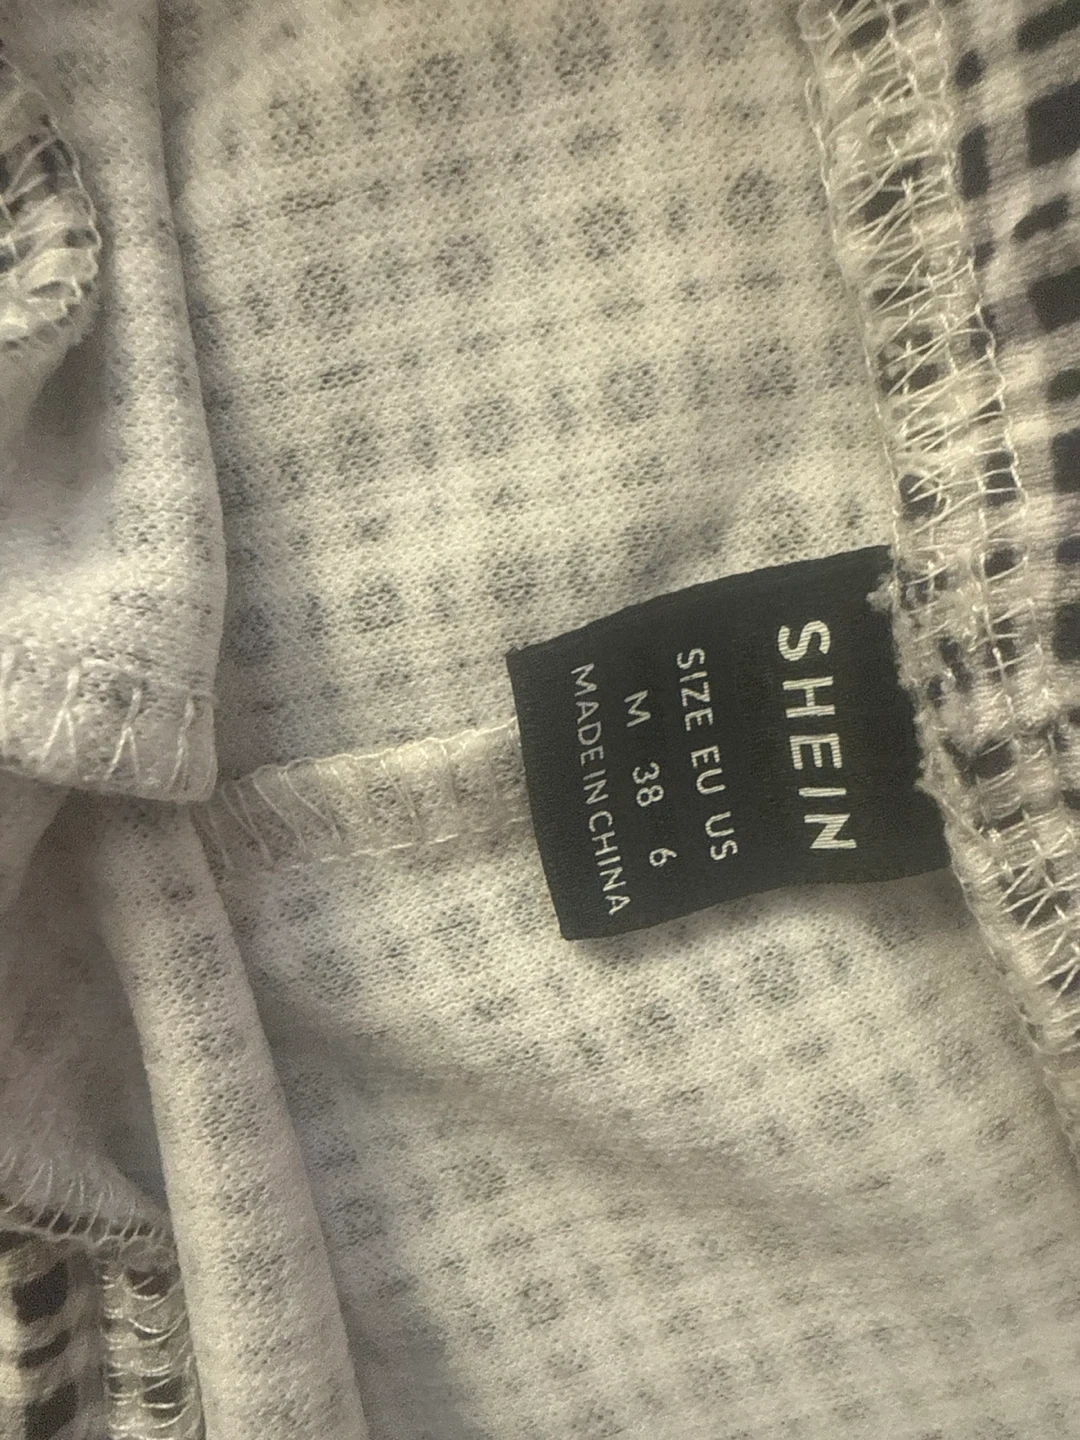 SHEIN
SIZE EU US
M 38 6
MADE IN CHINA